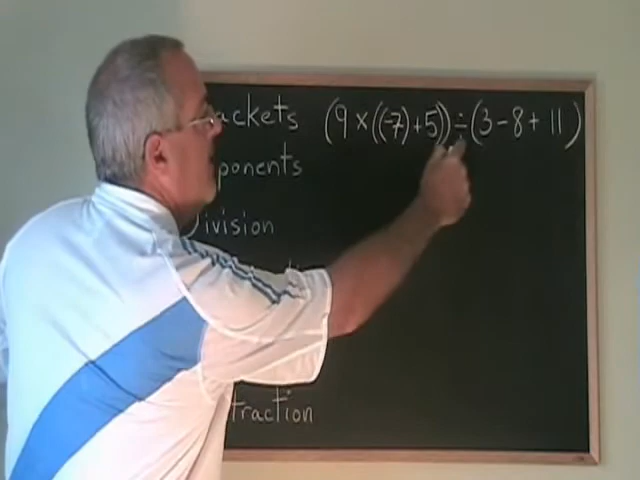 ackets (9 × ((-7) + 5)) ÷ (3 - 8 + 11)
ponents
ivision
traction